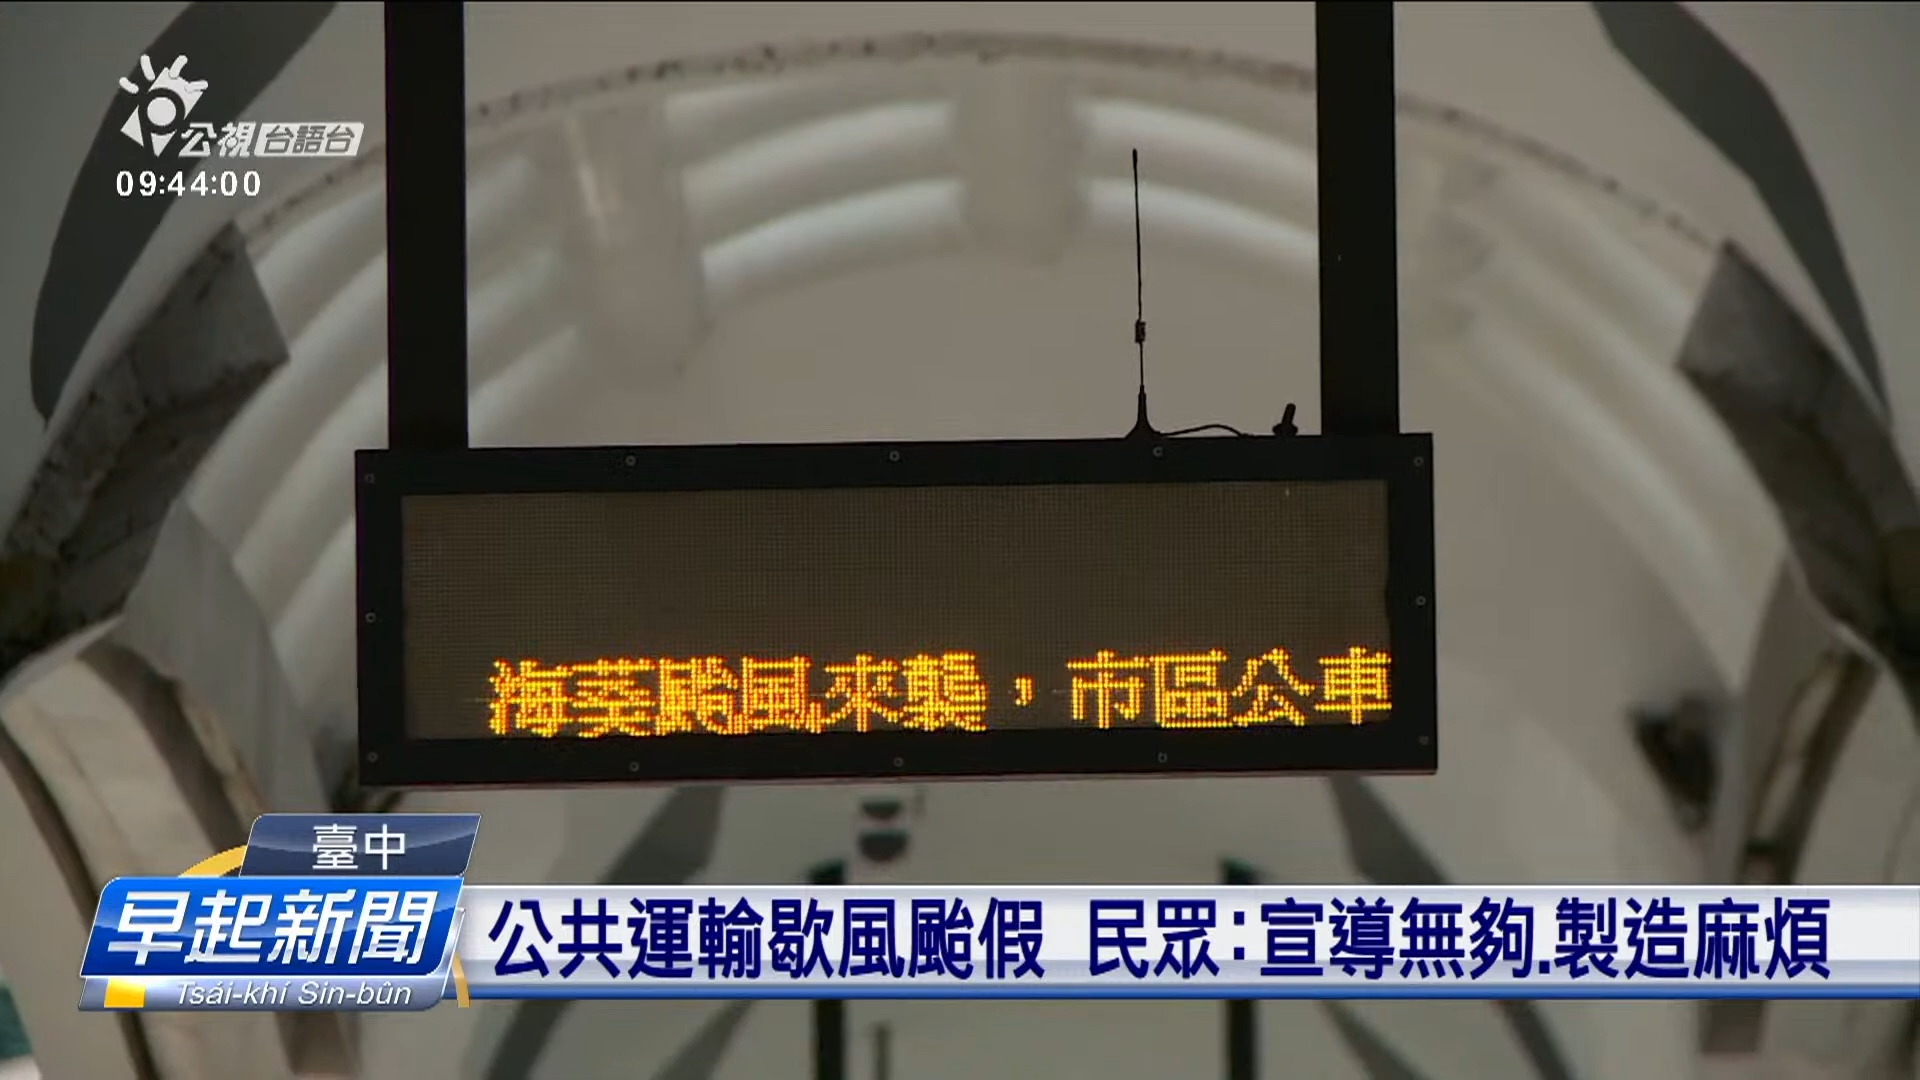 公視台語台
09:44:00
海葵颱風來襲，市區公車
臺中
早起新聞
Tsái-khí Sin-bûn
公共運輸歇風颱假 民眾:宣導無夠.製造麻煩